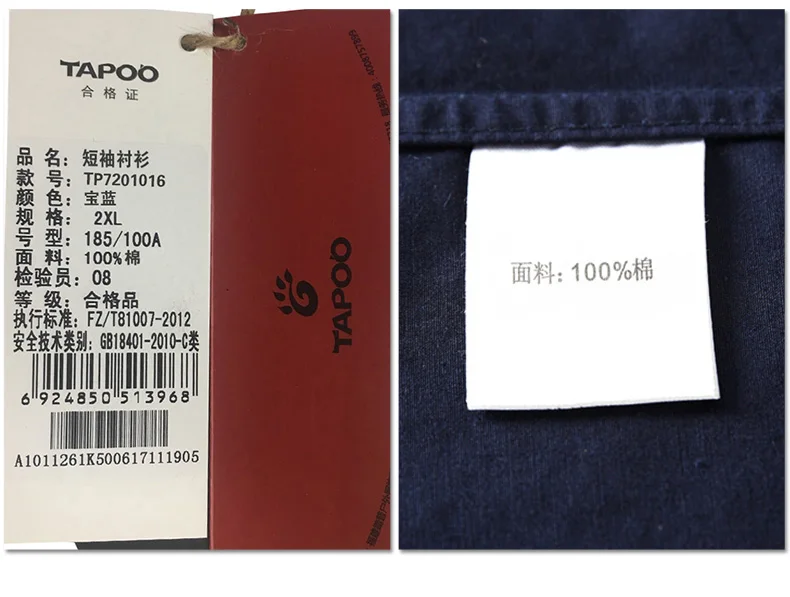 TAPOO
合格证
品 名: 短袖衬衫
款 号: TP7201016
颜 色: 宝蓝
规 格: 2XL
号 型: 185/100A
面 料: 100%棉
检验员: 08
等 级: 合格品
执行标准: FZ/T81007-2012
安全技术类别: GB18401-2010-C类
6 924850 513968
A1011261K500617111905
TAPOO
面料: 100%棉